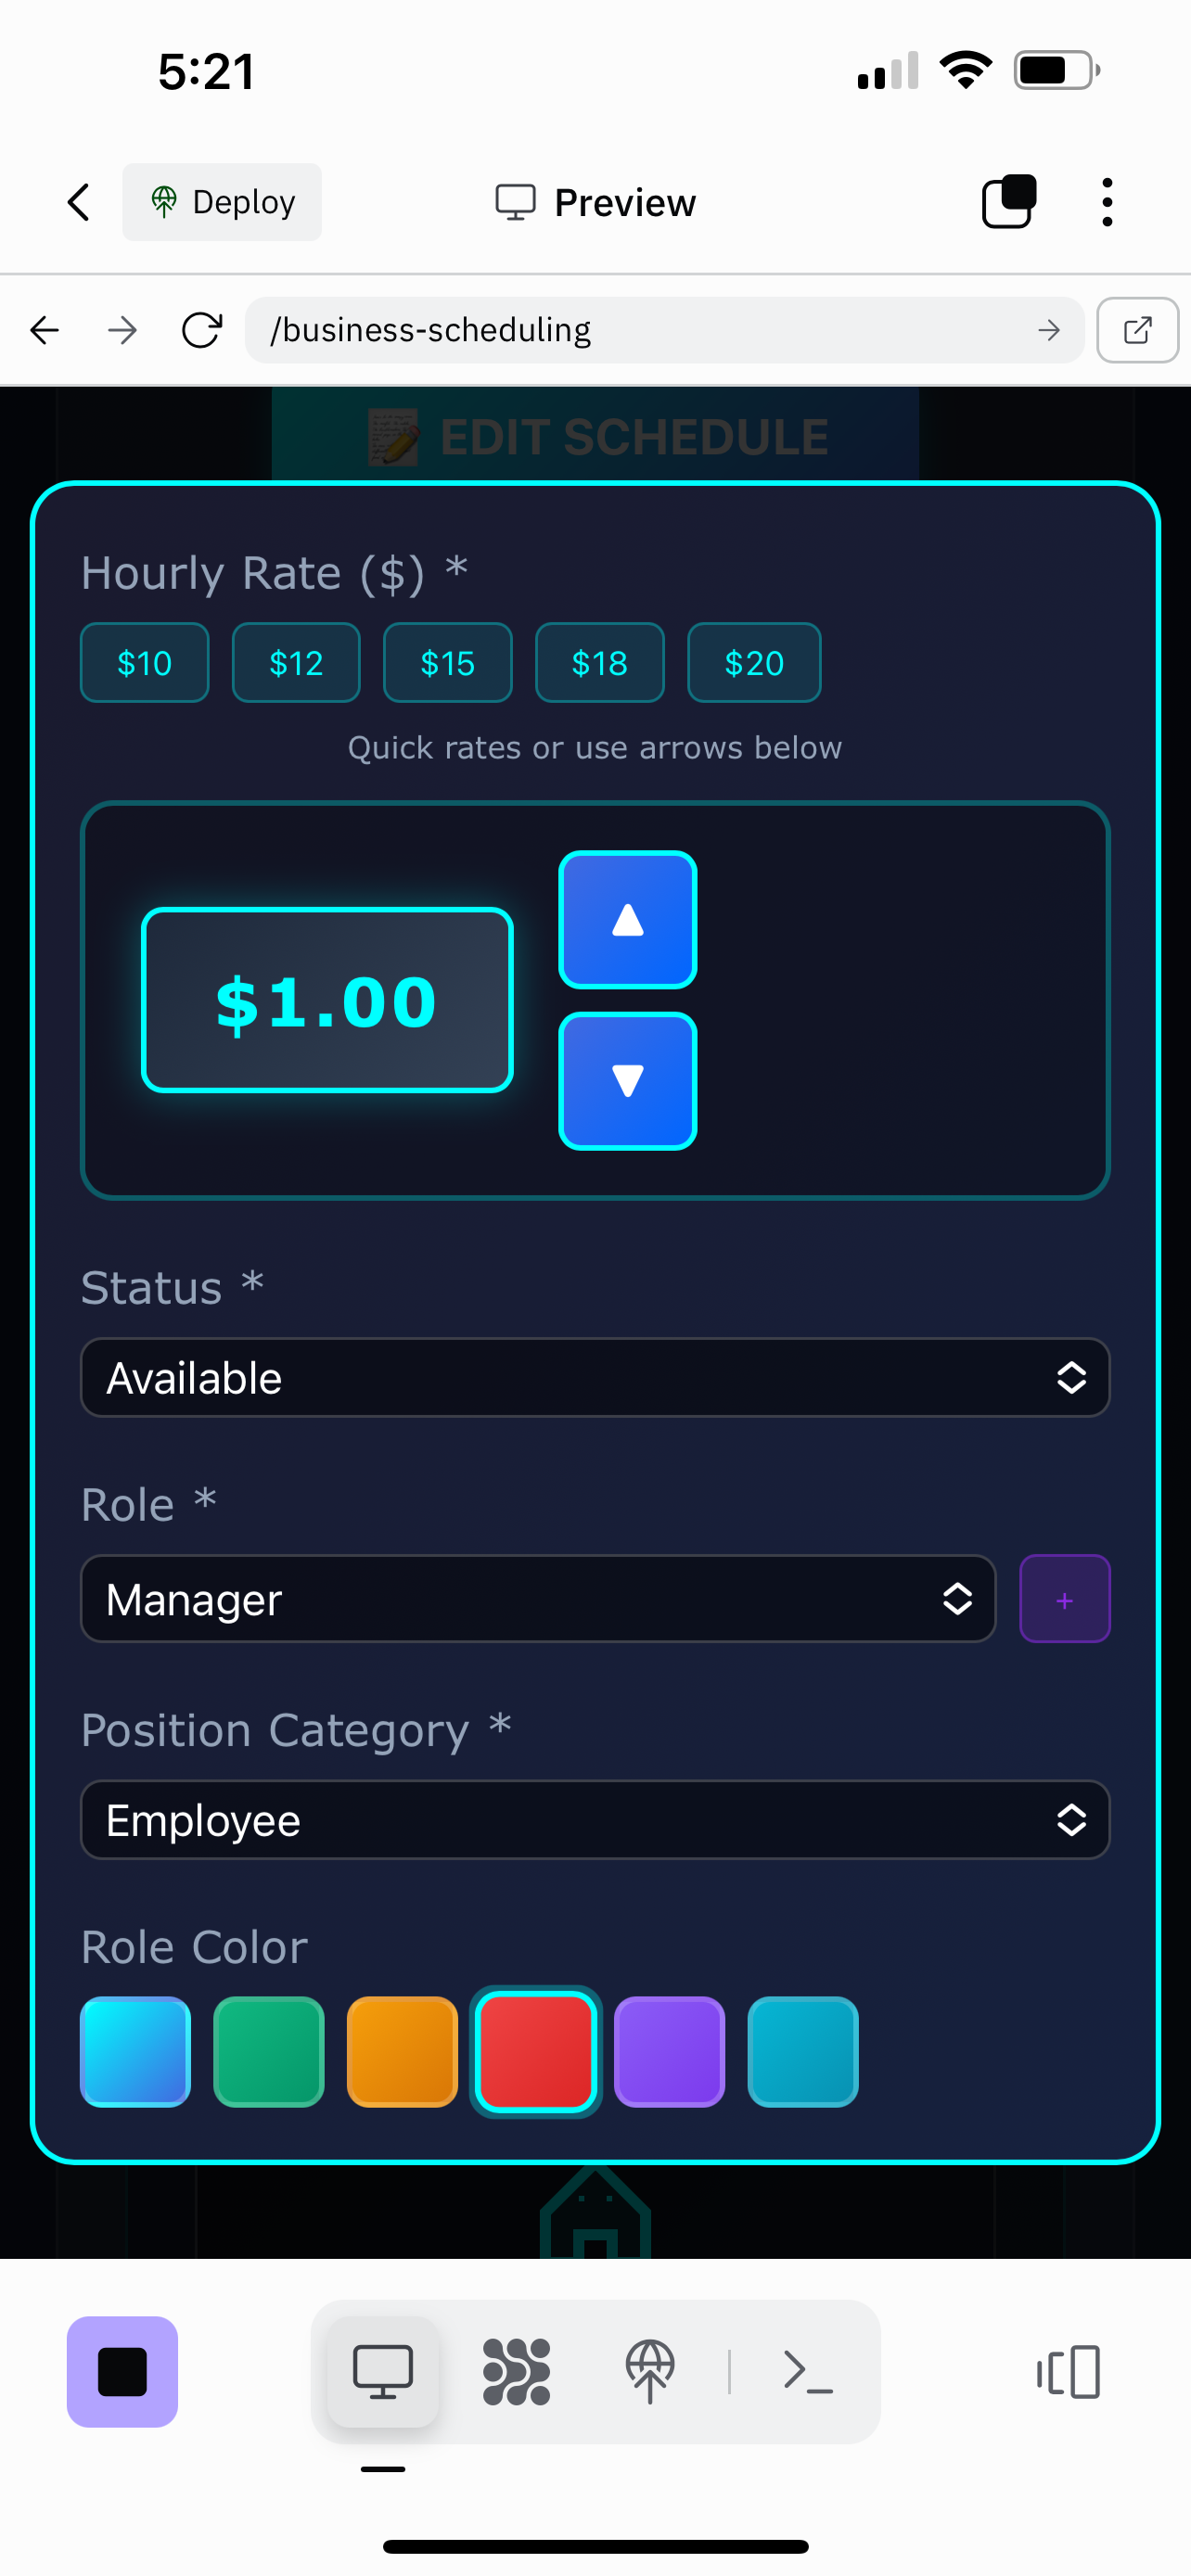 5:21
Deploy
Preview
/business-scheduling
📝 EDIT SCHEDULE
Hourly Rate ($) *
$10 $12 $15 $18 $20
Quick rates or use arrows below
$1.00
▲
▼
Status *
Available
Role *
Manager
+
Position Category *
Employee
Role Color